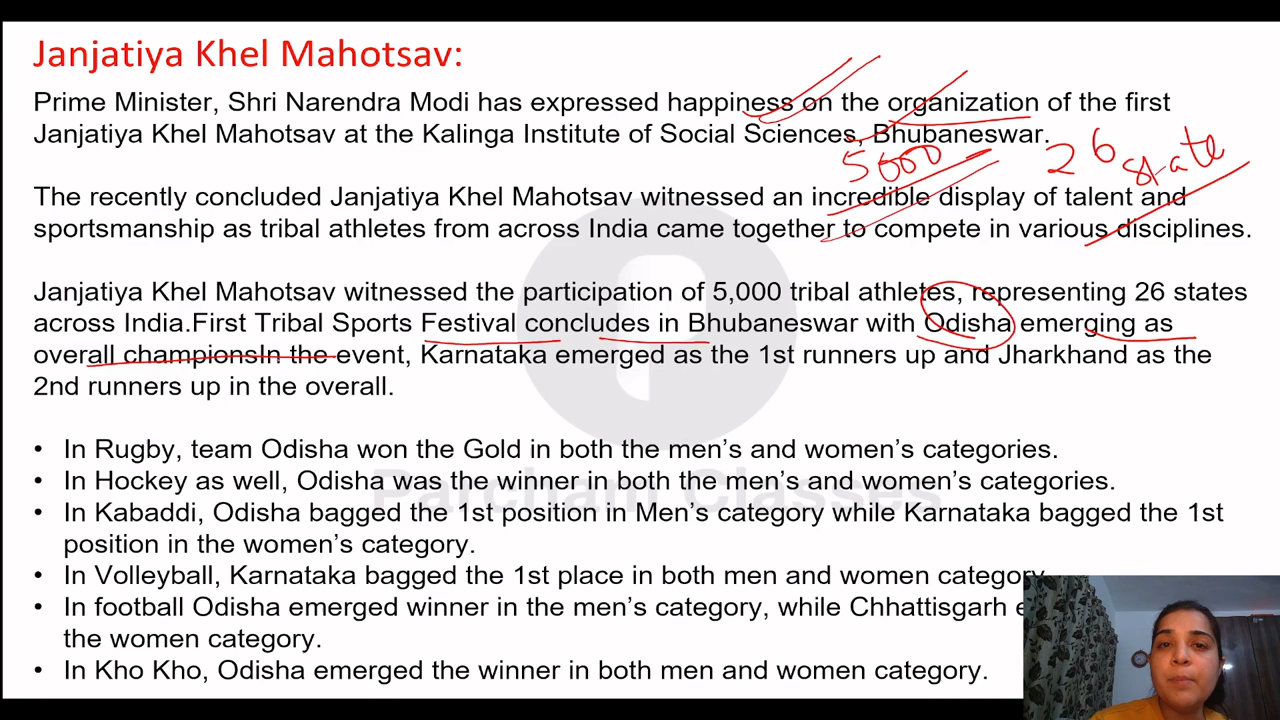 Janjatiya Khel Mahotsav:
Prime Minister, Shri Narendra Modi has expressed happiness on the organization of the first
Janjatiya Khel Mahotsav at the Kalinga Institute of Social Sciences, Bhubaneswar.
5000 26 state
The recently concluded Janjatiya Khel Mahotsav witnessed an incredible display of talent and
sportsmanship as tribal athletes from across India came together to compete in various disciplines.
Janjatiya Khel Mahotsav witnessed the participation of 5,000 tribal athletes, representing 26 states
across India.First Tribal Sports Festival concludes in Bhubaneswar with Odisha emerging as
overall championsIn the event, Karnataka emerged as the 1st runners up and Jharkhand as the
2nd runners up in the overall.
• In Rugby, team Odisha won the Gold in both the men’s and women’s categories.
• In Hockey as well, Odisha was the winner in both the men’s and women’s categories.
Parcham Classes
• In Kabaddi, Odisha bagged the 1st position in Men’s category while Karnataka bagged the 1st
position in the women’s category.
• In Volleyball, Karnataka bagged the 1st place in both men and women category
• In football Odisha emerged winner in the men’s category, while Chhattisgarh
the women category.
• In Kho Kho, Odisha emerged the winner in both men and women category.